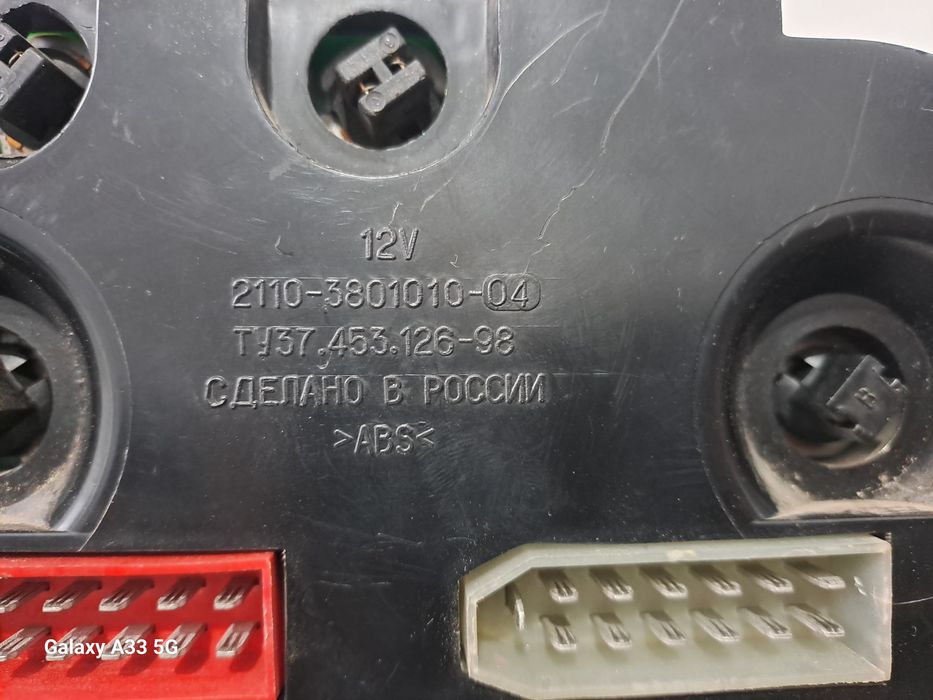 12V
2110-3801010-04
ТУ37.453.126-98
СДЕЛАНО В РОССИИ
>ABS<
B
Galaxy A33 5G